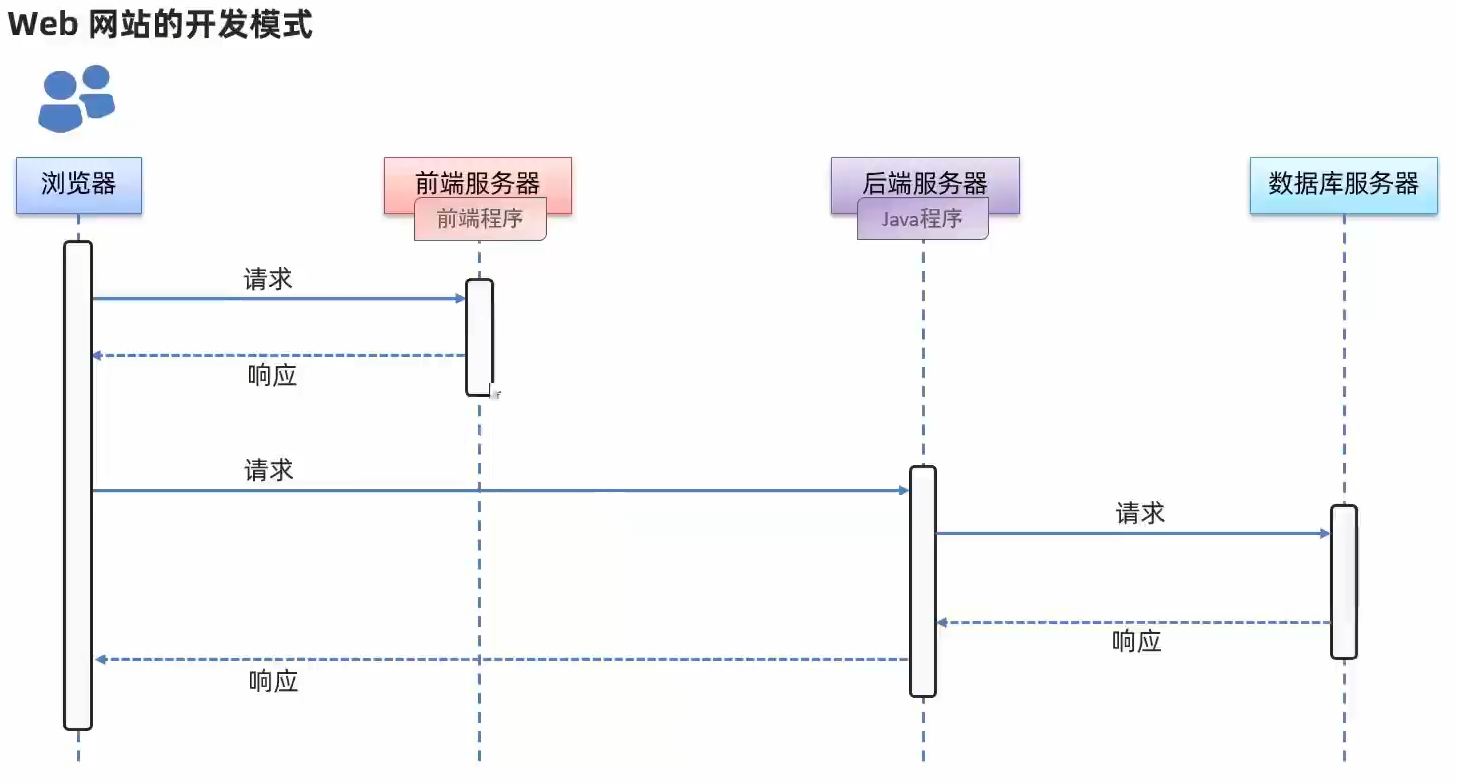 Web 网站的开发模式
浏览器
前端服务器
前端程序
后端服务器
Java程序
数据库服务器
请求
响应
请求
请求
响应
响应